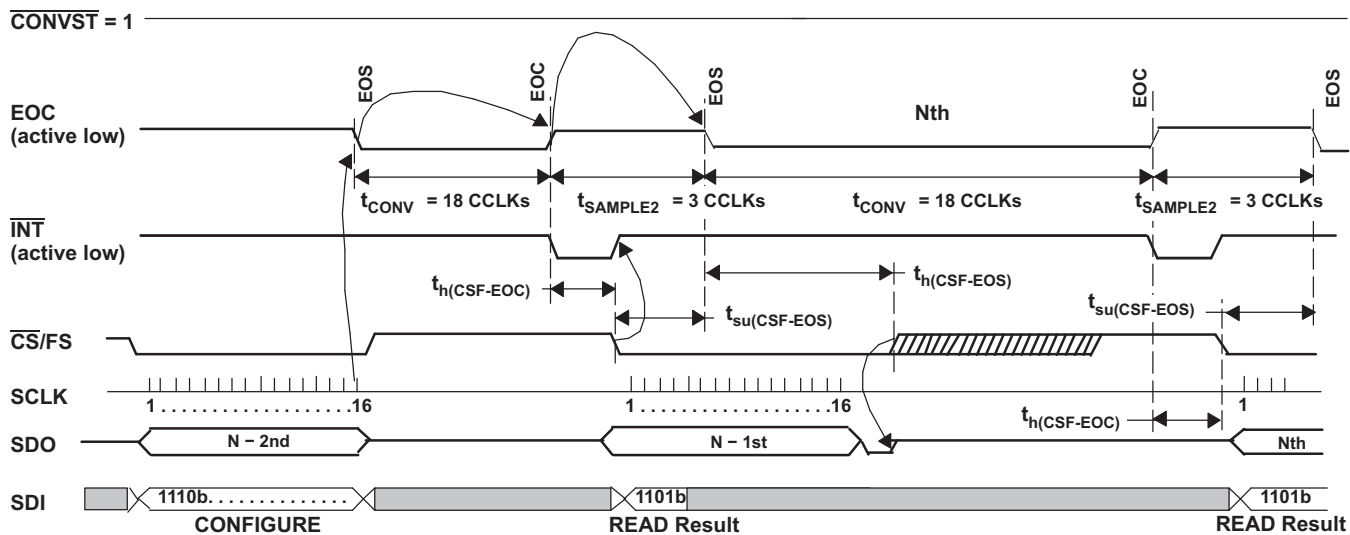 CONVST = 1
EOS
EOC
EOS
EOC
EOS
EOC
(active low)
Nth
tCONV = 18 CCLKs
tSAMPLE2 = 3 CCLKs
tCONV = 18 CCLKs
tSAMPLE2 = 3 CCLKs
INT
(active low)
th(CSF-EOC)
th(CSF-EOS)
tsu(CSF-EOS)
tsu(CSF-EOS)
CS/FS
SCLK
1 . . . . . . . . . . . . . . . . . . . . .16
1 . . . . . . . . . . . . . . . . . . . . .16
1
th(CSF-EOC)
SDO
N − 2nd
N − 1st
Nth
SDI
1110b. . . . . . . . . . . . . .
1101b
1101b
CONFIGURE
READ Result
READ Result